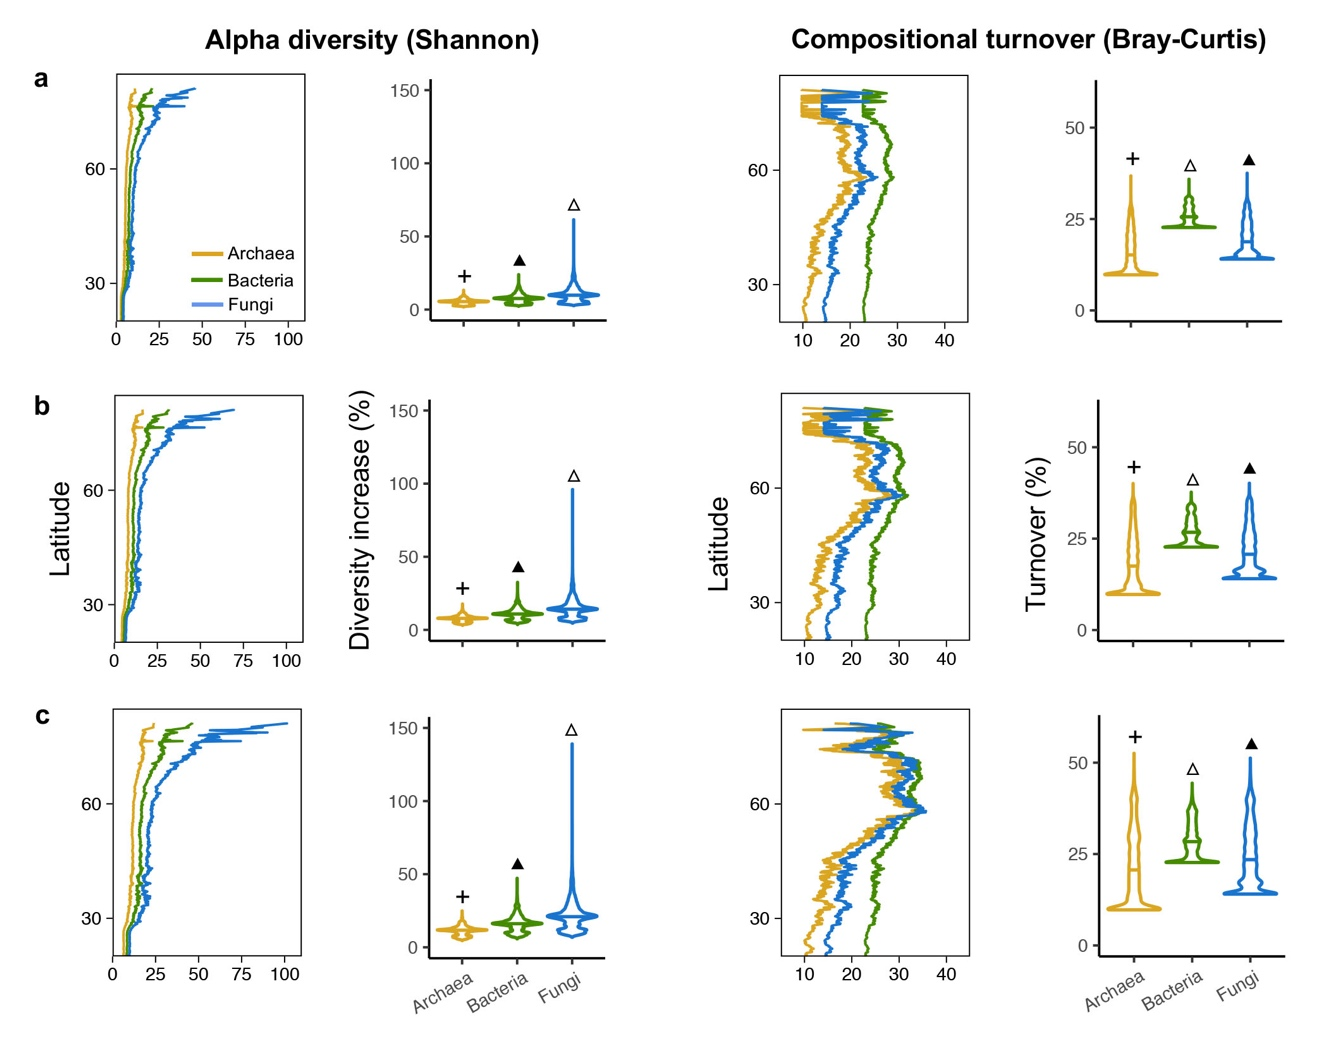 Alpha diversity (Shannon)
Compositional turnover (Bray-Curtis)
a
60
30
0 25 50 75 100
Archaea
Bacteria
Fungi
150
100
50
0
60
30
10 20 30 40
50
25
0
b
Latitude
60
30
0 25 50 75 100
Diversity increase (%)
150
100
50
0
Latitude
60
30
10 20 30 40
Turnover (%)
50
25
0
c
60
30
0 25 50 75 100
150
100
50
0
Archaea
Bacteria
Fungi
60
30
10 20 30 40
50
25
0
Archaea
Bacteria
Fungi